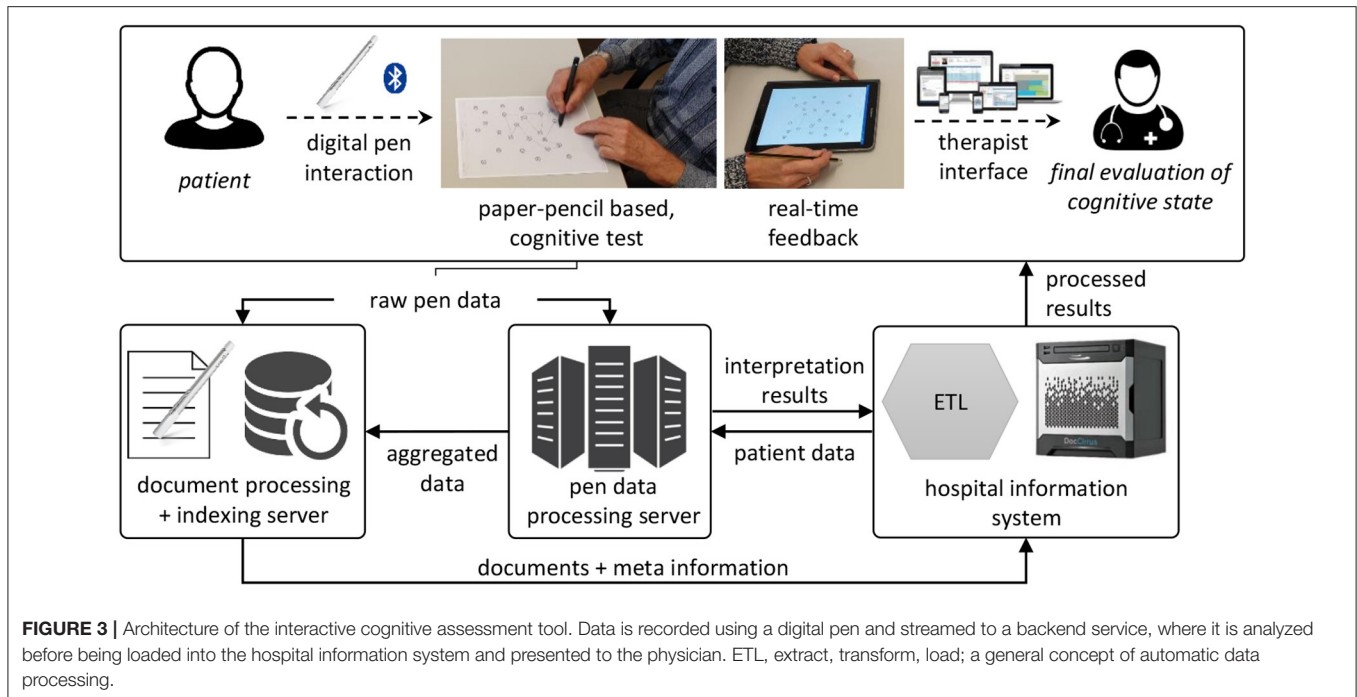 patient
digital pen
interaction
paper-pencil based,
cognitive test
real-time
feedback
therapist
interface
final evaluation of
cognitive state
raw pen data
processed
results
document processing
+ indexing server
aggregated
data
pen data
processing server
interpretation
results
patient data
ETL
DocCirrus
hospital information
system
documents + meta information
FIGURE 3 | Architecture of the interactive cognitive assessment tool. Data is recorded using a digital pen and streamed to a backend service, where it is analyzed
before being loaded into the hospital information system and presented to the physician. ETL, extract, transform, load; a general concept of automatic data
processing.